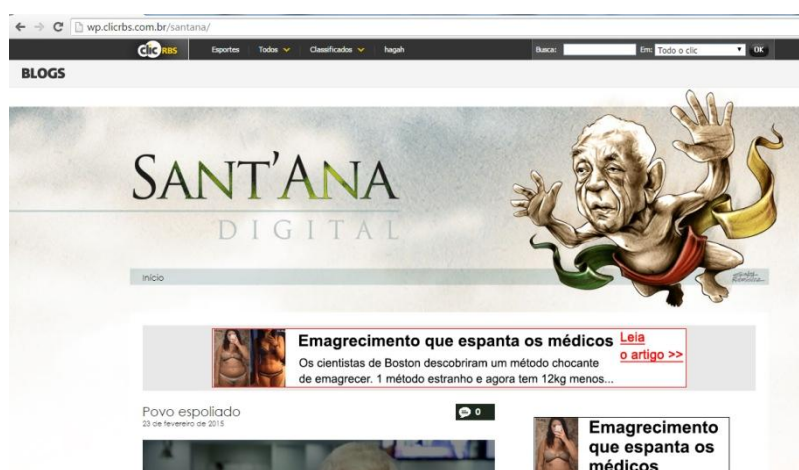 wp.clicrbs.com.br/santana/
clicRBS Esportes Todos Classificados hagah Busca: Em: Todo o clic OK
BLOGS
SANT'ANA
DIGITAL
Início
Emagrecimento que espanta os médicos
Os cientistas de Boston descobriram um método chocante
de emagrecer. 1 método estranho e agora tem 12kg menos...
Leia
o artigo >>
Povo espoliado
0
23 de fevereiro de 2015
Emagrecimento
que espanta os
médicos